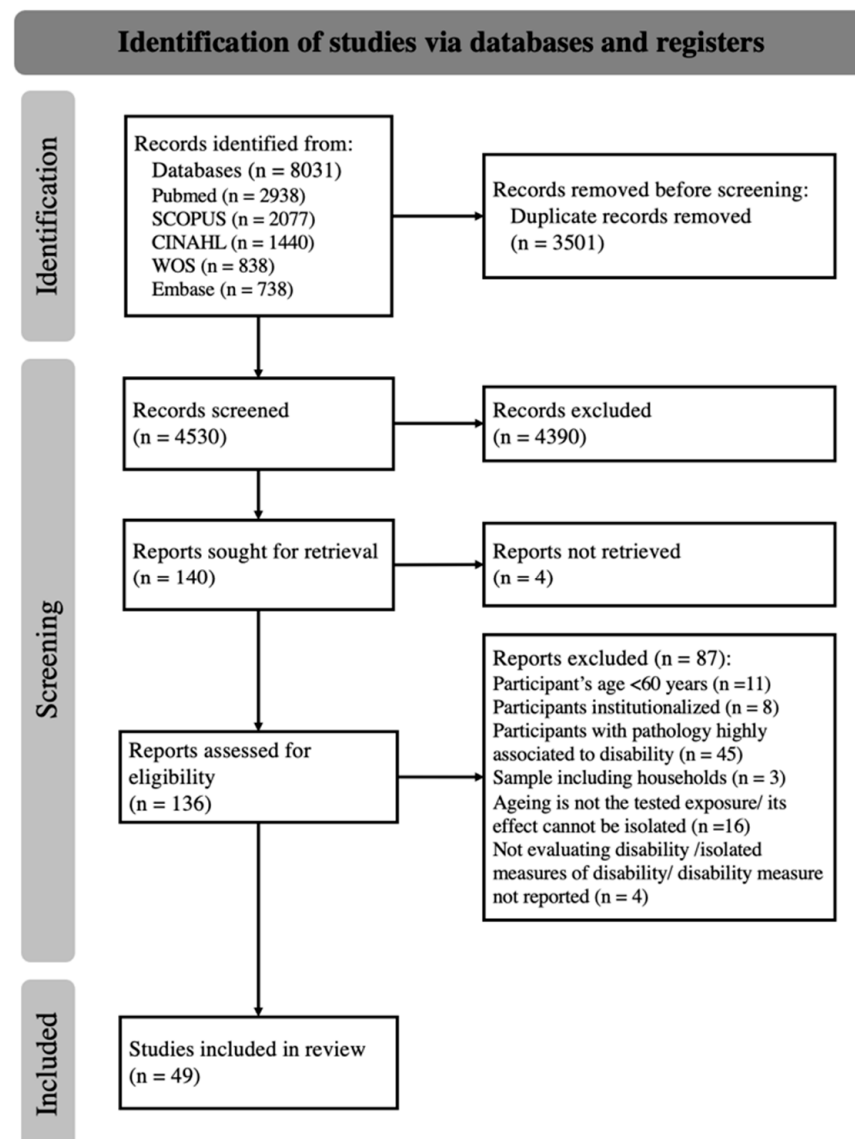 Identification of studies via databases and registers
Identification
Records identified from:
Databases (n = 8031)
Pubmed (n = 2938)
SCOPUS (n = 2077)
CINAHL (n = 1440)
WOS (n = 838)
Embase (n = 738)
Records removed before screening:
Duplicate records removed
(n = 3501)
Screening
Records screened
(n = 4530)
Records excluded
(n = 4390)
Reports sought for retrieval
(n = 140)
Reports not retrieved
(n = 4)
Reports assessed for
eligibility
(n = 136)
Reports excluded (n = 87):
Participant’s age <60 years (n =11)
Participants institutionalized (n = 8)
Participants with pathology highly
associated to disability (n = 45)
Sample including households (n = 3)
Ageing is not the tested exposure/ its
effect cannot be isolated (n =16)
Not evaluating disability /isolated
measures of disability/ disability measure
not reported (n = 4)
Included
Studies included in review
(n = 49)